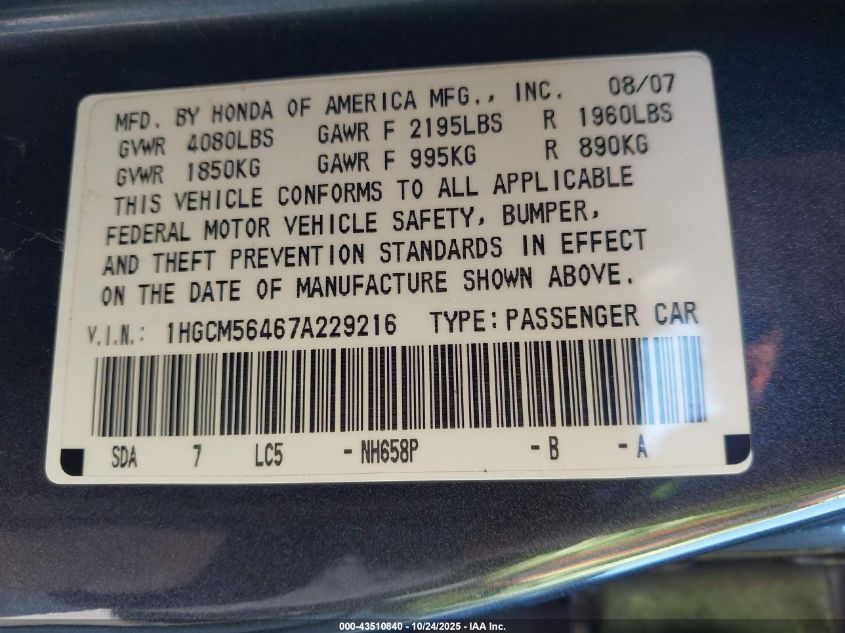 MFD. BY HONDA OF AMERICA MFG., INC. 08/07
GVWR 4080LBS GAWR F 2195LBS R 1960LBS
GVWR 1850KG GAWR F 995KG R 890KG
THIS VEHICLE CONFORMS TO ALL APPLICABLE
FEDERAL MOTOR VEHICLE SAFETY, BUMPER,
AND THEFT PREVENTION STANDARDS IN EFFECT
ON THE DATE OF MANUFACTURE SHOWN ABOVE.
V.I.N.: 1HGCM56467A229216 TYPE: PASSENGER CAR
SDA 7 LC5 - NH658P - B - A
000-43510840 - 10/24/2025 - IAA Inc.